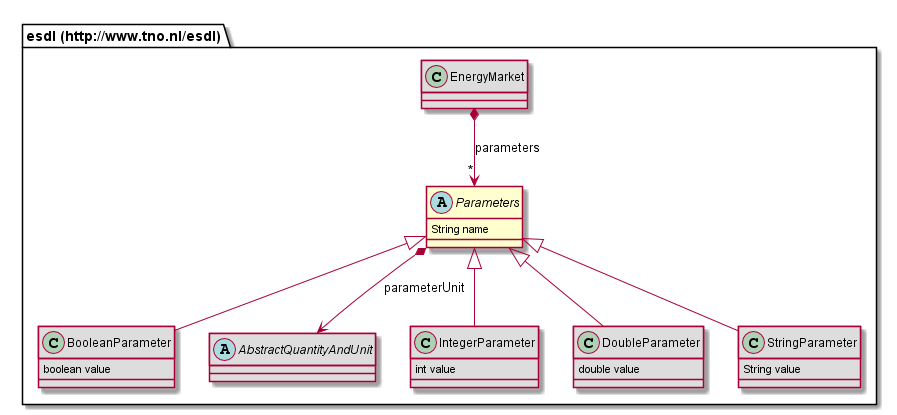 esdl (http://www.tno.nl/esdl)
C EnergyMarket
parameters
*
A Parameters
String name
parameterUnit
C BooleanParameter
boolean value
A AbstractQuantityAndUnit
C IntegerParameter
int value
C DoubleParameter
double value
C StringParameter
String value